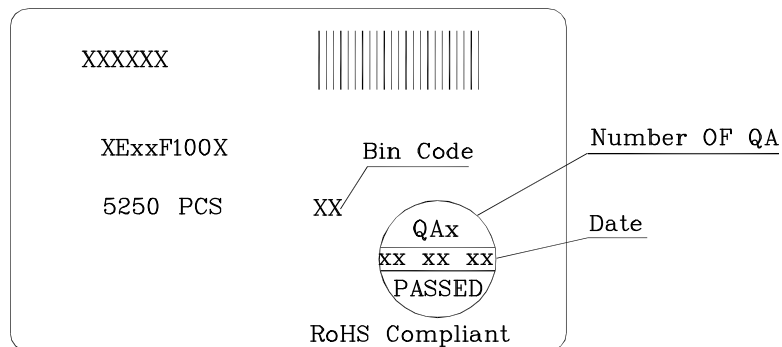 XXXXXX
XExxF100X
Bin Code
Number OF QA
5250 PCS
XX
QAx
Date
xx xx xx
PASSED
RoHS Compliant